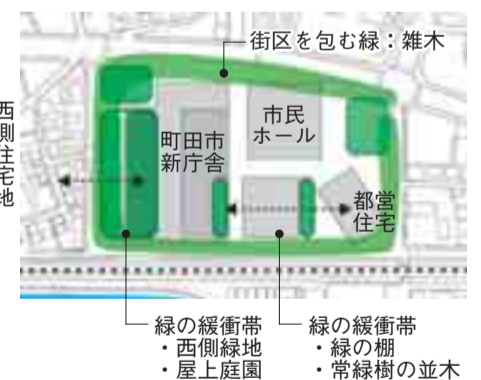 街区を包む緑：雑木
西側住宅地
町田市
新庁舎
市民
ホール
都営
住宅
緑の緩衝帯
・西側緑地
・屋上庭園
緑の緩衝帯
・緑の棚
・常緑樹の並木